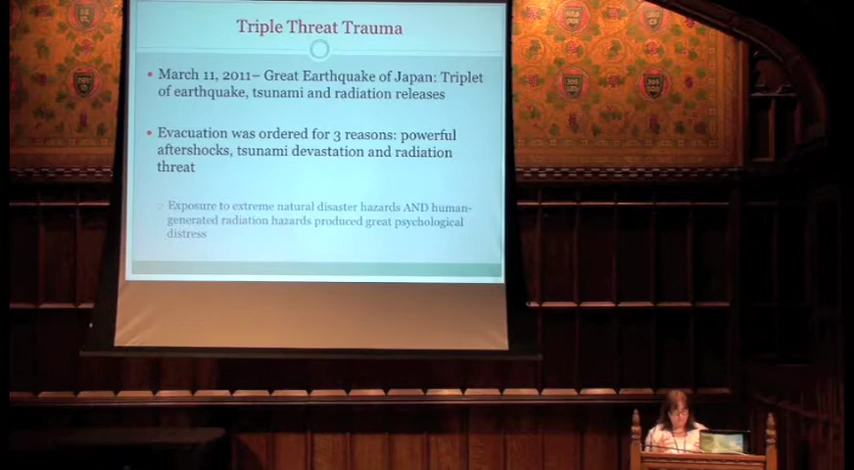 Triple Threat Trauma
• March 11, 2011– Great Earthquake of Japan: Triplet
of earthquake, tsunami and radiation releases
• Evacuation was ordered for 3 reasons: powerful
aftershocks, tsunami devastation and radiation
threat
Exposure to extreme natural disaster hazards AND human-
generated radiation hazards produced great psychological
distress